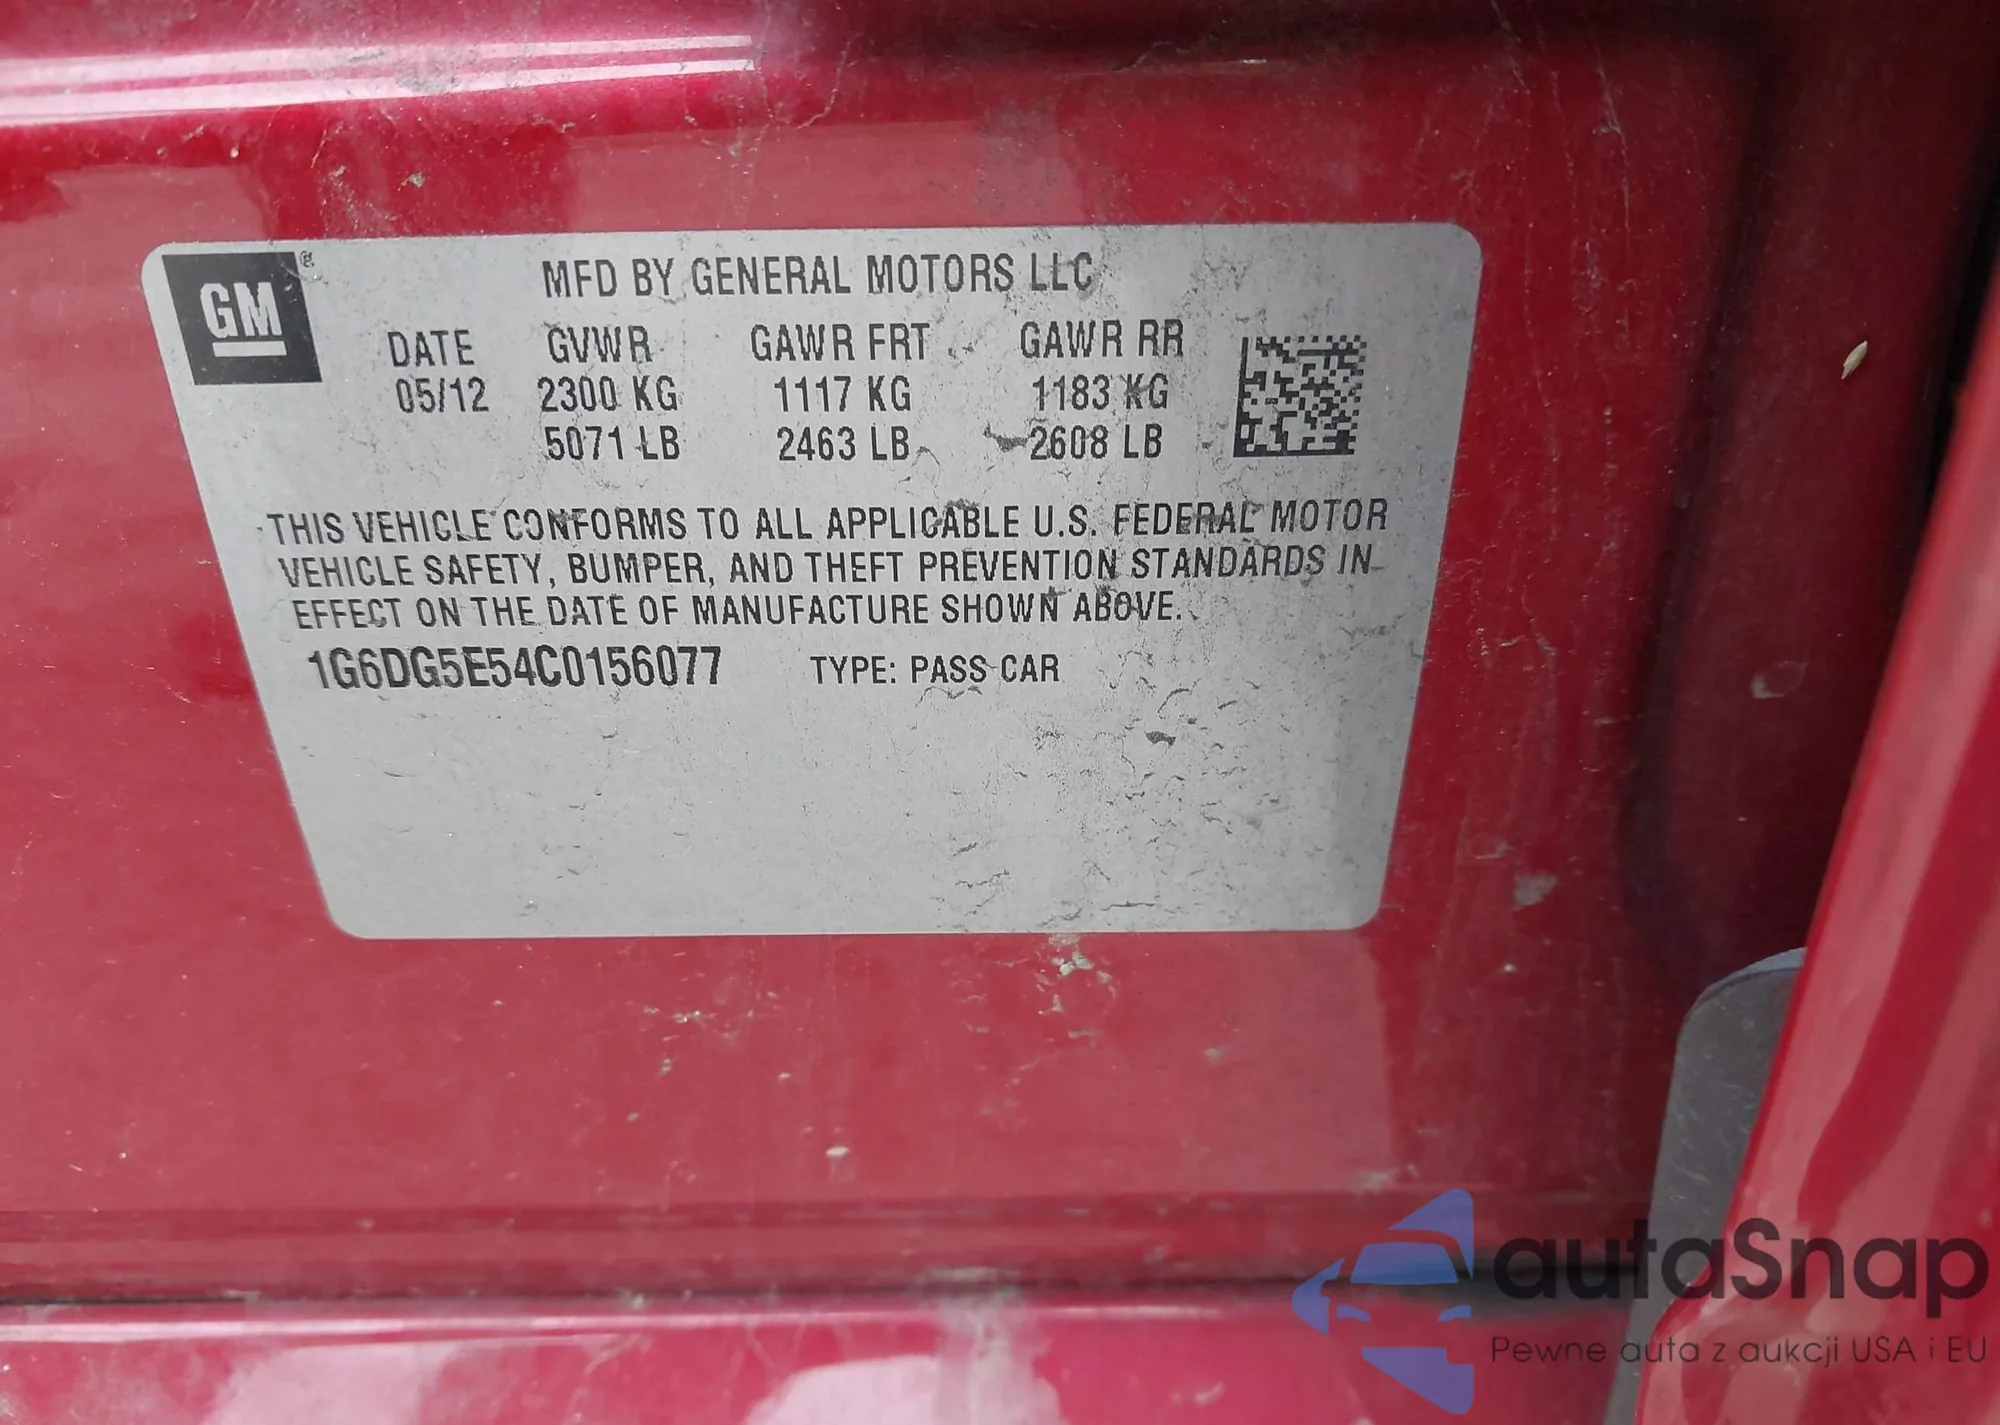 GM ®
MFD BY GENERAL MOTORS LLC
DATE GVWR GAWR FRT GAWR RR
05/12 2300 KG 1117 KG 1183 KG
5071 LB 2463 LB 2608 LB
THIS VEHICLE CONFORMS TO ALL APPLICABLE U.S. FEDERAL MOTOR
VEHICLE SAFETY, BUMPER, AND THEFT PREVENTION STANDARDS IN
EFFECT ON THE DATE OF MANUFACTURE SHOWN ABOVE.
1G6DG5E54C0156077 TYPE: PASS CAR
autaSnap
Pewne auta z aukcji USA i EU